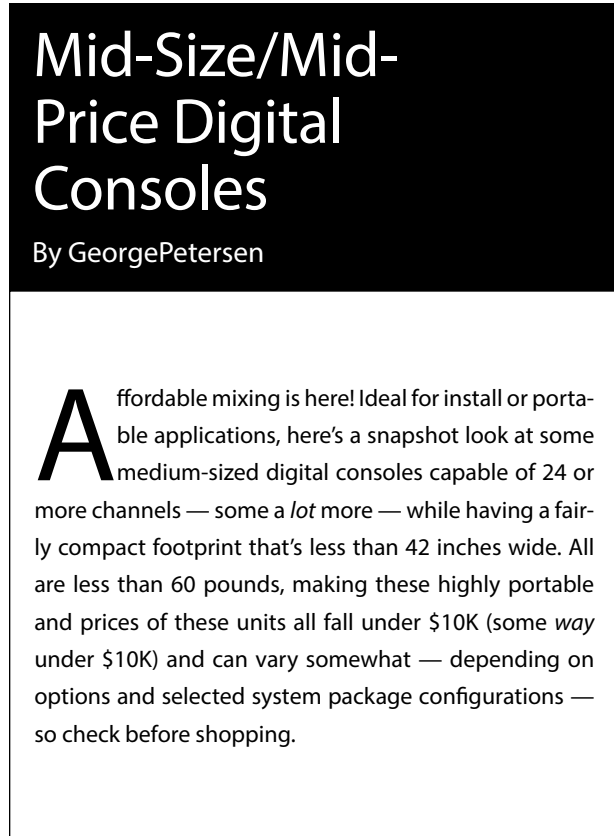 Mid-Size/Mid-
Price Digital
Consoles
By GeorgePetersen
Affordable mixing is here! Ideal for install or porta-
ble applications, here’s a snapshot look at some
medium-sized digital consoles capable of 24 or
more channels — some a lot more — while having a fair-
ly compact footprint that’s less than 42 inches wide. All
are less than 60 pounds, making these highly portable
and prices of these units all fall under $10K (some way
under $10K) and can vary somewhat — depending on
options and selected system package configurations —
so check before shopping.